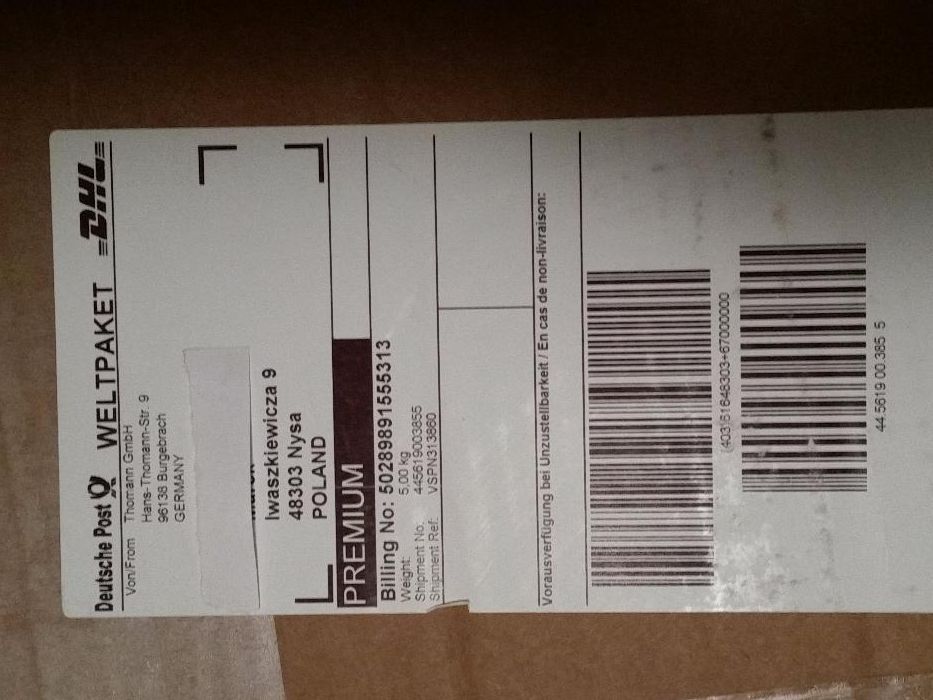 Deutsche Post WELTPAKET DHL
Von/From Thomann GmbH
Hans-Thomann-Str. 9
96138 Burgebrach
GERMANY
Iwaszkiewicza 9
48303 Nysa
POLAND
PREMIUM
Billing No: 50289891555313
Weight: 5,00 kg
Shipment No. 445619003855
Shipment Ref: VSPN313860
Vorausverfügung bei Unzustellbarkeit / En cas de non-livraison:
(403)61648303+67000000
44.5619 00.385 5